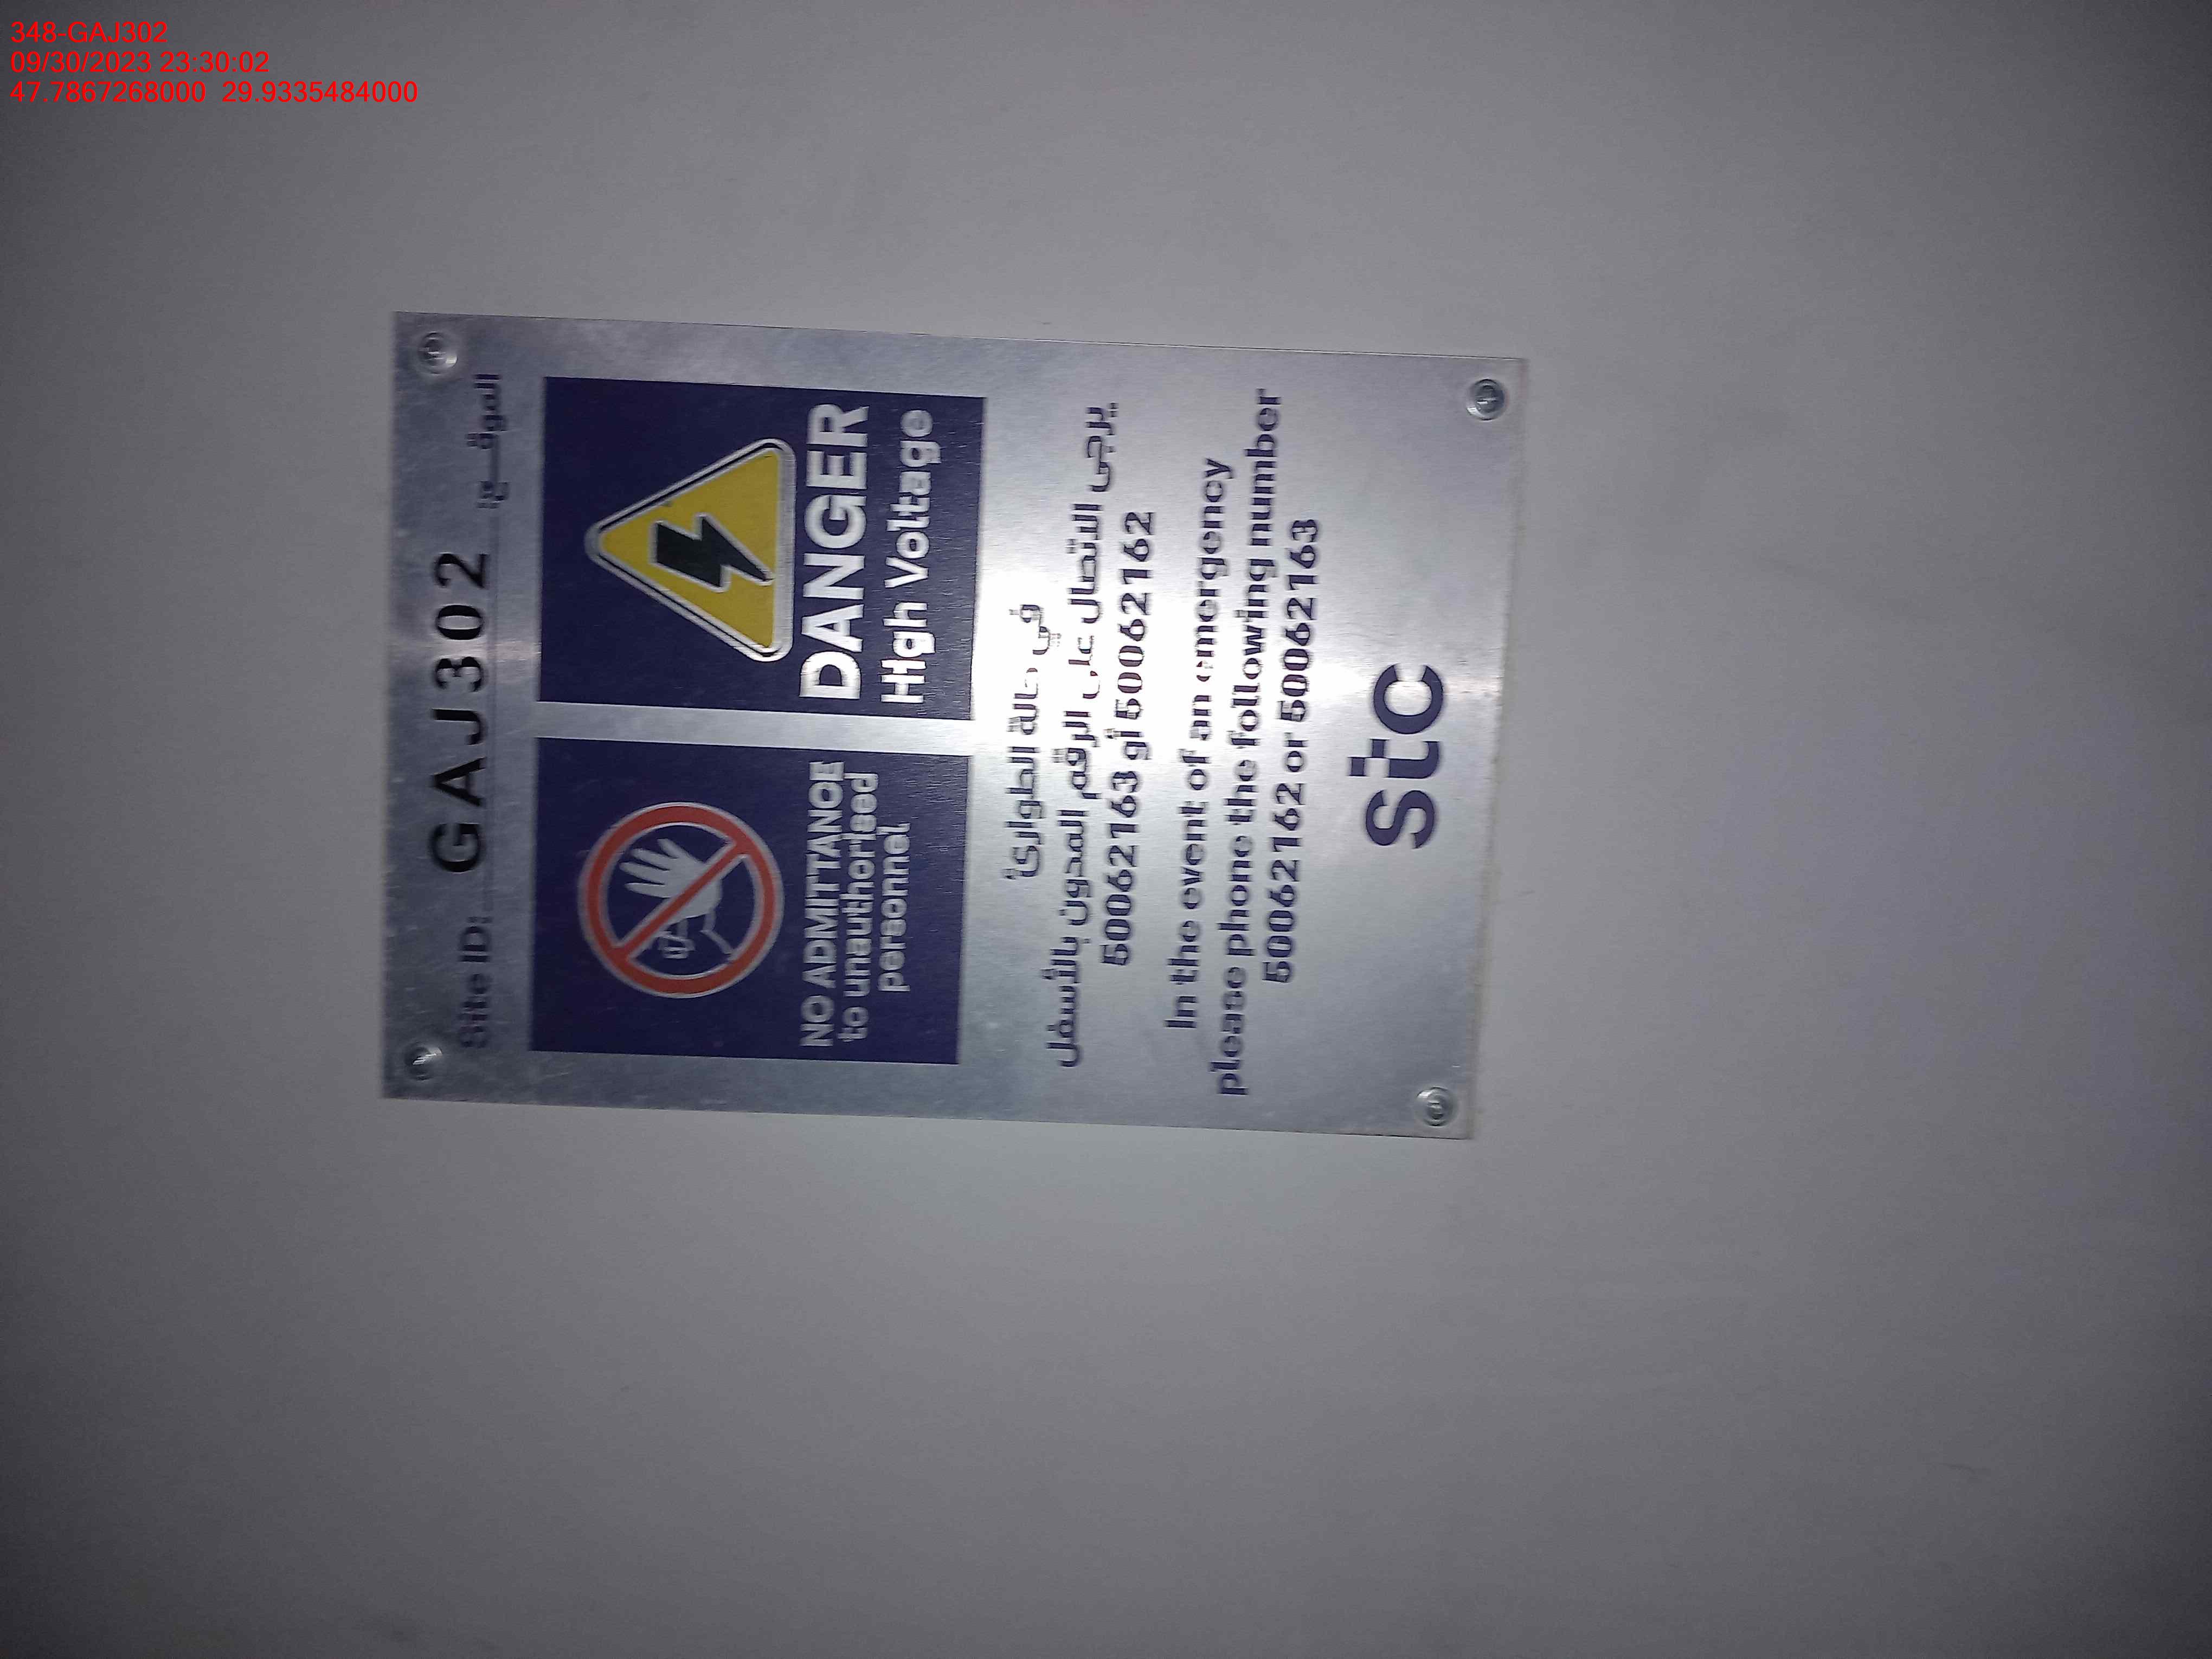 348-GAJ302
09/30/2023 23:30:02
47.7867268000 29.9335484000
Site ID: GAJ302 الموقـــع:
NO ADMITTANCE
to unauthorised
personnel
DANGER
High Voltage
في حالة الطوارئ
يرجى الاتصال على الرقم المدون بالأسفل
50062162 أو 50062163
In the event of an emergency
please phone the following number
50062162 or 50062163
stc